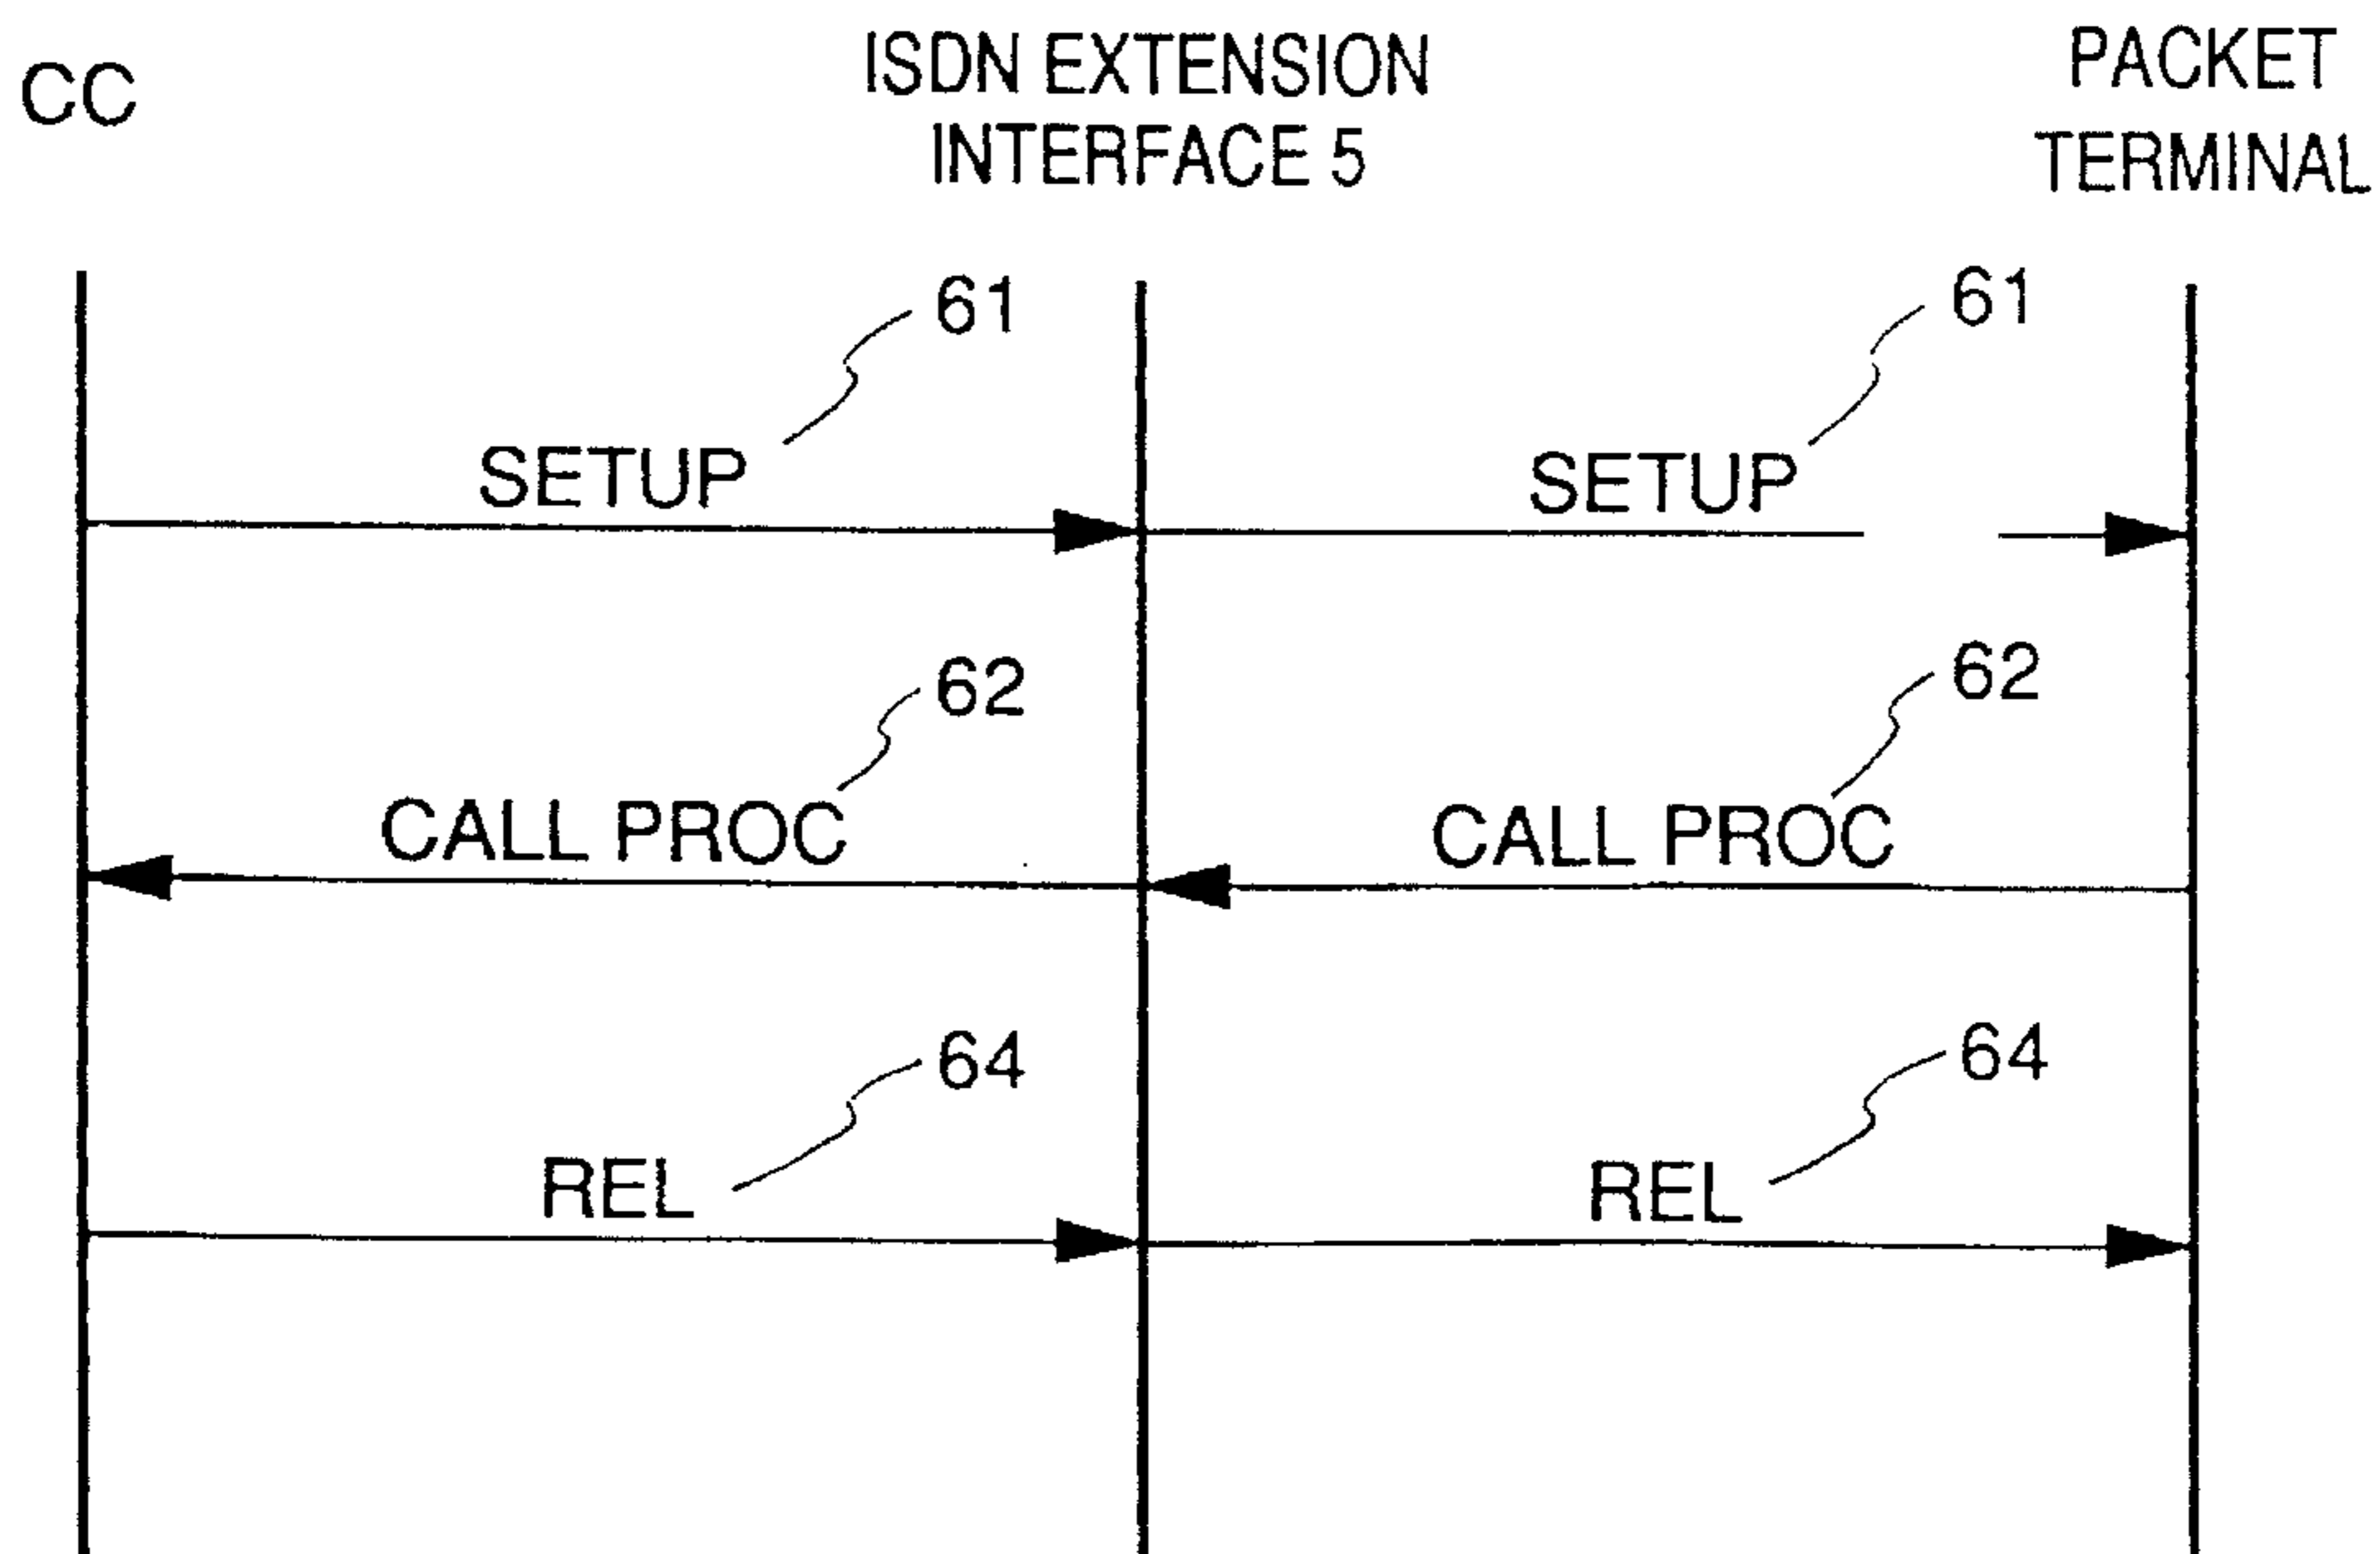 CC
ISDN EXTENSION
INTERFACE 5
PACKET
TERMINAL
61
61
SETUP
SETUP
62
62
CALL PROC
CALL PROC
64
64
REL
REL